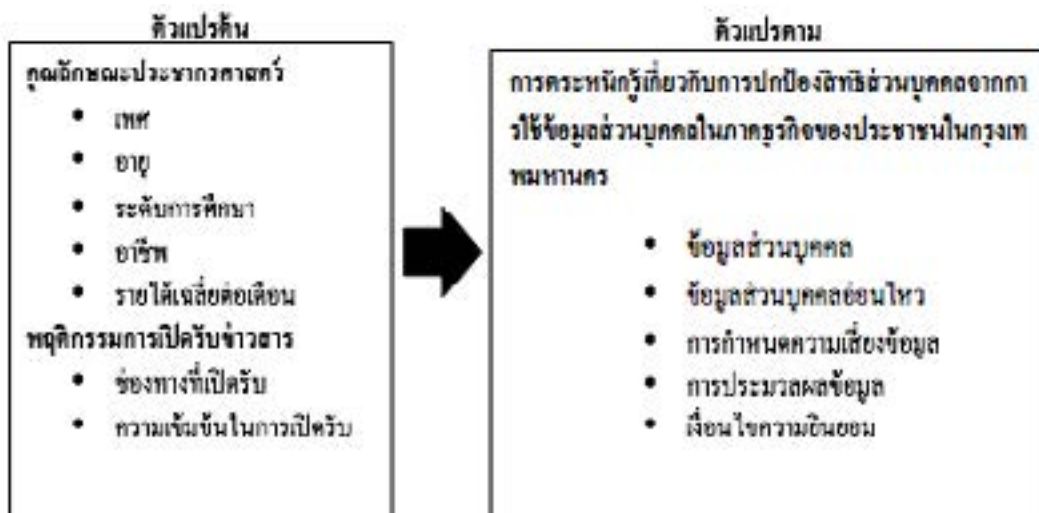 ตัวแปรต้น
คุณลักษณะประชากรศาสตร์
• เพศ
• อายุ
• ระดับการศึกษา
• อาชีพ
• รายได้เฉลี่ยต่อเดือน
พฤติกรรมการเปิดรับข่าวสาร
• ช่องทางที่เปิดรับ
• ความเข้มข้นในการเปิดรับ
ตัวแปรตาม
การตระหนักรู้เกี่ยวกับการปกป้องสิทธิส่วนบุคคลจากกา
รใช้ข้อมูลส่วนบุคคลในภาคธุรกิจของประชาชนในกรุงเท
พมหานคร
• ข้อมูลส่วนบุคคล
• ข้อมูลส่วนบุคคลอ่อนไหว
• การกำหนดความเสี่ยงข้อมูล
• การประมวลผลข้อมูล
• เงื่อนไขความยินยอม